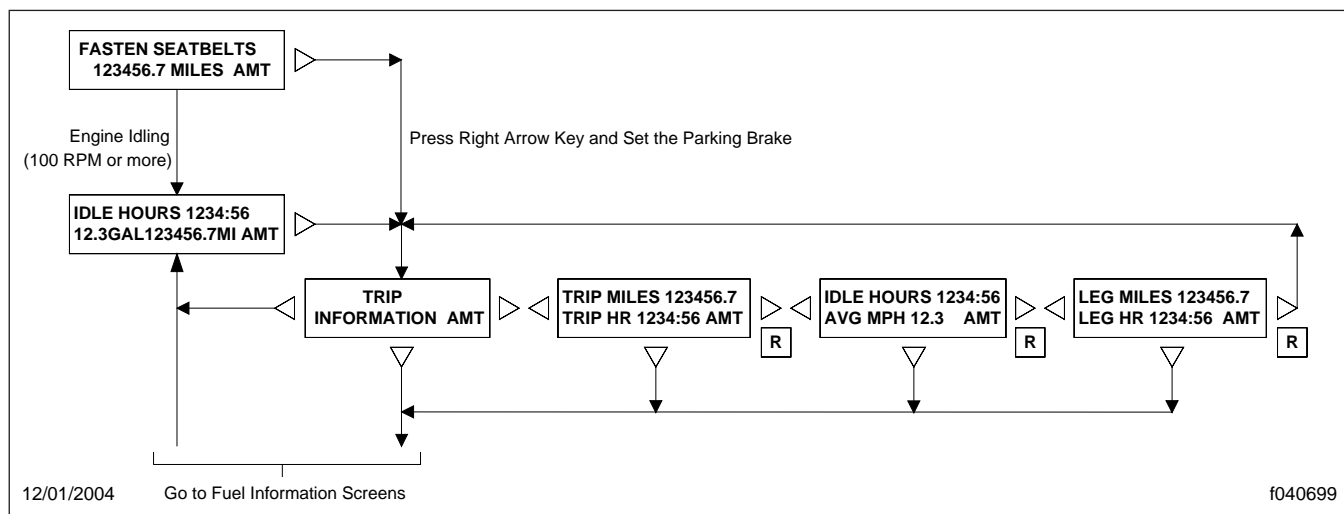 FASTEN SEATBELTS
123456.7 MILES AMT
Engine Idling
(100 RPM or more)
Press Right Arrow Key and Set the Parking Brake
IDLE HOURS 1234:56
12.3GAL123456.7MI AMT
TRIP
INFORMATION AMT
TRIP MILES 123456.7
TRIP HR 1234:56 AMT
R
IDLE HOURS 1234:56
AVG MPH 12.3 AMT
R
LEG MILES 123456.7
LEG HR 1234:56 AMT
R
12/01/2004
Go to Fuel Information Screens
f040699